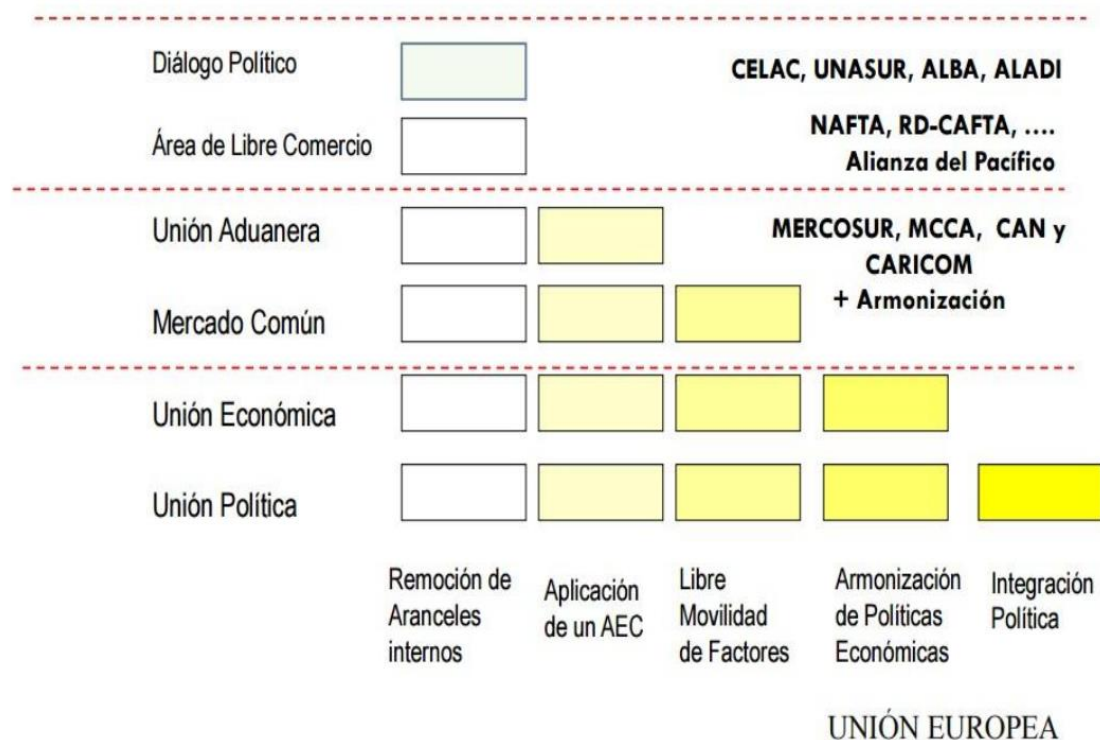 Diálogo Político
CELAC, UNASUR, ALBA, ALADI
Área de Libre Comercio
NAFTA, RD-CAFTA, ....
Alianza del Pacífico
Unión Aduanera
MERCOSUR, MCCA, CAN y
CARICOM
+ Armonización
Mercado Común
Unión Económica
Unión Política
Remoción de
Aranceles
internos
Aplicación
de un AEC
Libre
Movilidad
de Factores
Armonización
de Políticas
Económicas
Integración
Política
UNIÓN EUROPEA